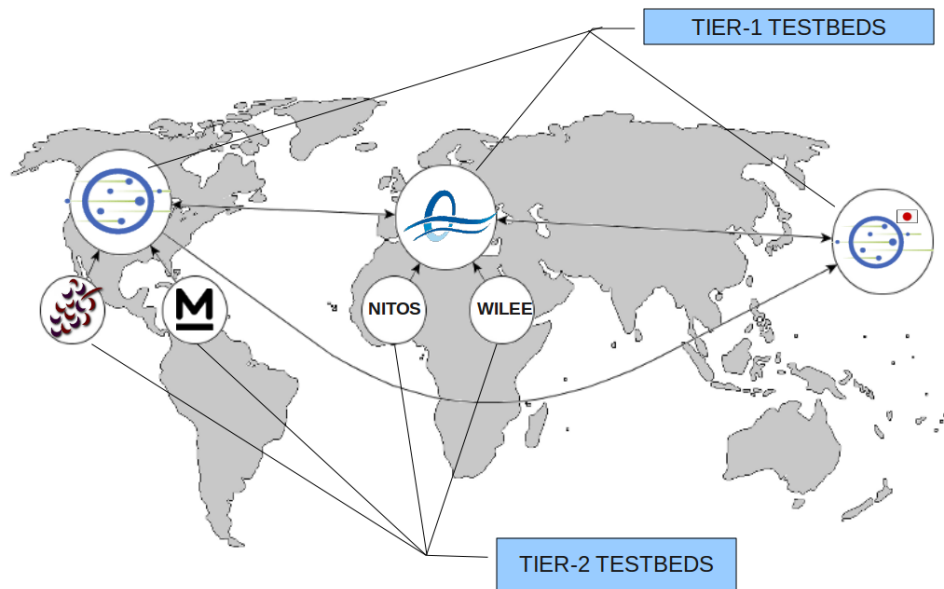 TIER-1 TESTBEDS
M
NITOS
WILEE
TIER-2 TESTBEDS